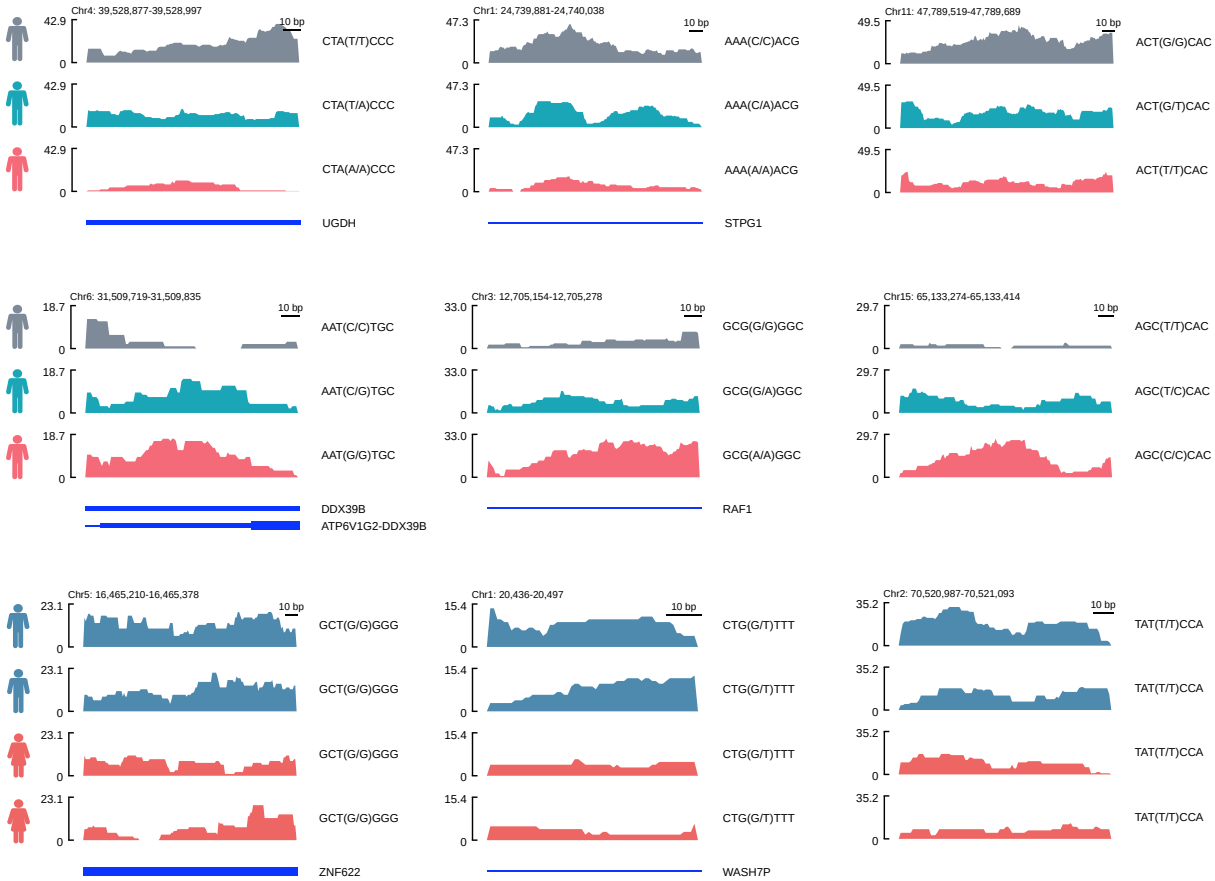 Chr4: 39,528,877-39,528,997
42.9
10 bp
CTA(T/T)CCC
0
42.9
CTA(T/A)CCC
0
42.9
CTA(A/A)CCC
0
UGDH
Chr1: 24,739,881-24,740,038
47.3
10 bp
AAA(C/C)ACG
0
47.3
AAA(C/A)ACG
0
47.3
AAA(A/A)ACG
0
STPG1
Chr11: 47,789,519-47,789,689
49.5
10 bp
ACT(G/G)CAC
0
49.5
ACT(G/T)CAC
0
49.5
ACT(T/T)CAC
0
Chr6: 31,509,719-31,509,835
18.7
10 bp
AAT(C/C)TGC
0
18.7
AAT(C/G)TGC
0
18.7
AAT(G/G)TGC
0
DDX39B
ATP6V1G2-DDX39B
Chr3: 12,705,154-12,705,278
33.0
10 bp
GCG(G/G)GGC
0
33.0
GCG(G/A)GGC
0
33.0
GCG(A/A)GGC
0
RAF1
Chr15: 65,133,274-65,133,414
29.7
10 bp
AGC(T/T)CAC
0
29.7
AGC(T/C)CAC
0
29.7
AGC(C/C)CAC
0
Chr5: 16,465,210-16,465,378
23.1
10 bp
GCT(G/G)GGG
0
23.1
GCT(G/G)GGG
0
23.1
GCT(G/G)GGG
0
23.1
GCT(G/G)GGG
0
ZNF622
Chr1: 20,436-20,497
15.4
10 bp
CTG(G/T)TTT
0
15.4
CTG(G/T)TTT
0
15.4
CTG(G/T)TTT
0
15.4
CTG(G/T)TTT
0
WASH7P
Chr2: 70,520,987-70,521,093
35.2
10 bp
TAT(T/T)CCA
0
35.2
TAT(T/T)CCA
0
35.2
TAT(T/T)CCA
0
35.2
TAT(T/T)CCA
0